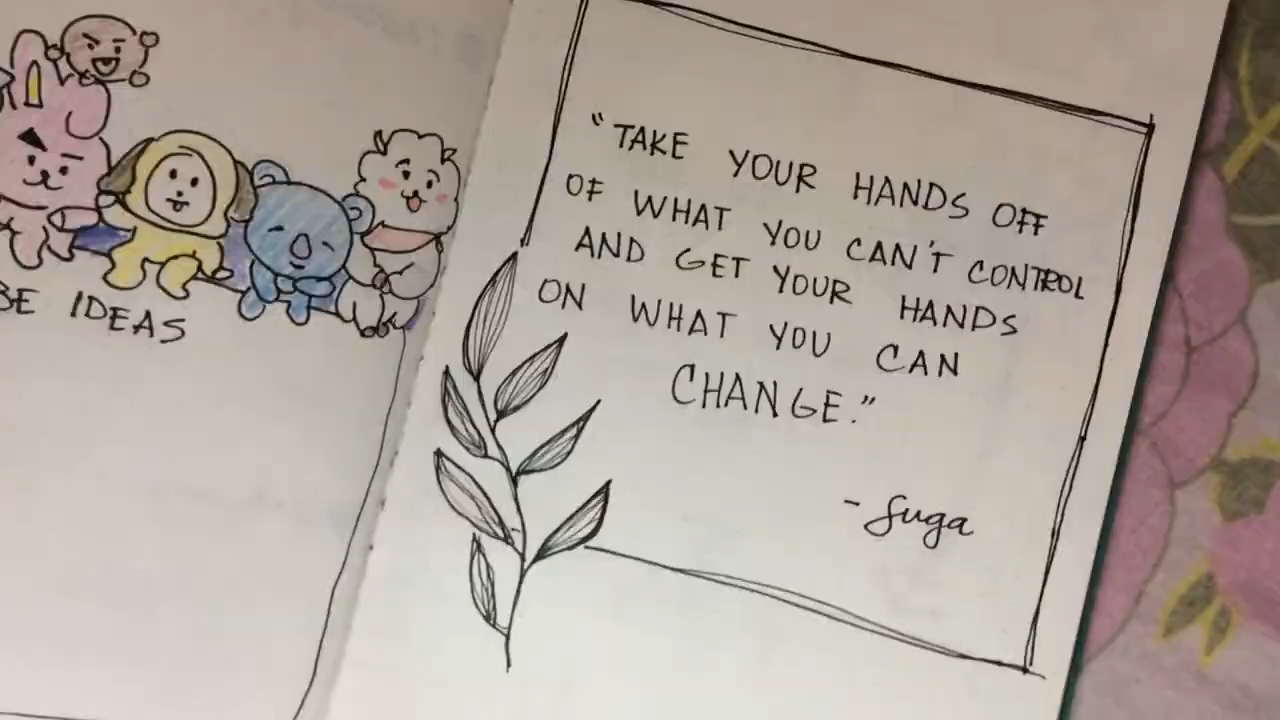 BE IDEAS
“TAKE YOUR HANDS OFF
OF WHAT YOU CAN'T CONTROL
AND GET YOUR HANDS
ON WHAT YOU CAN
CHANGE.”
- Suga